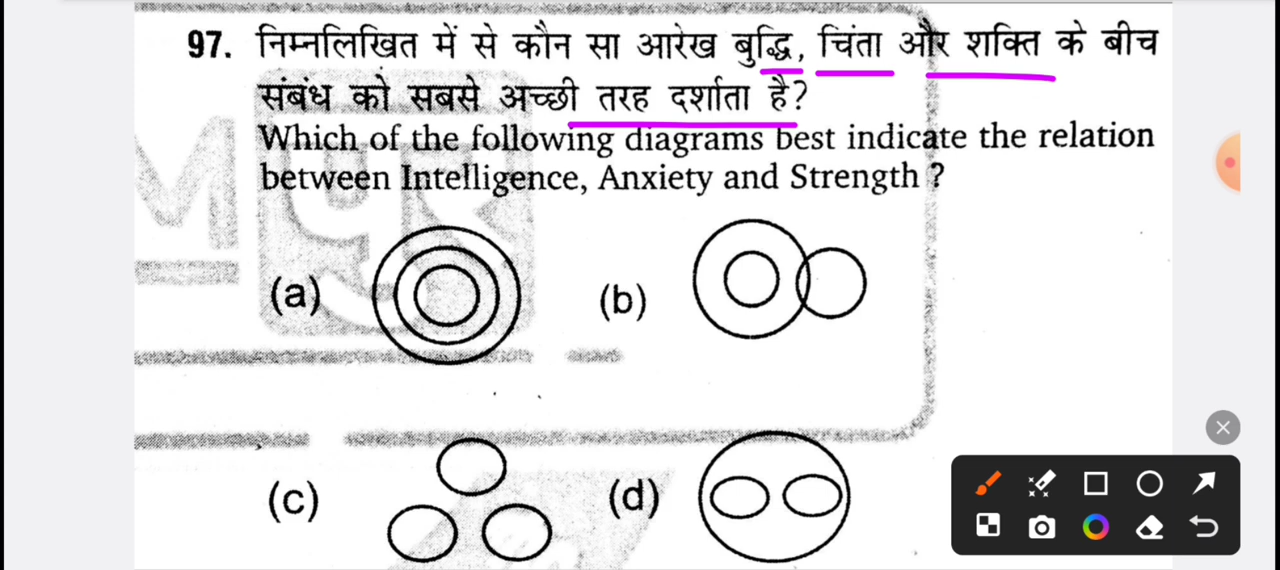 97. निम्नलिखित में से कौन सा आरेख बुद्धि, चिंता और शक्ति के बीच
संबंध को सबसे अच्छी तरह दर्शाता है?
Which of the following diagrams best indicate the relation
between Intelligence, Anxiety and Strength ?
(a)
(b)
(c)
(d)